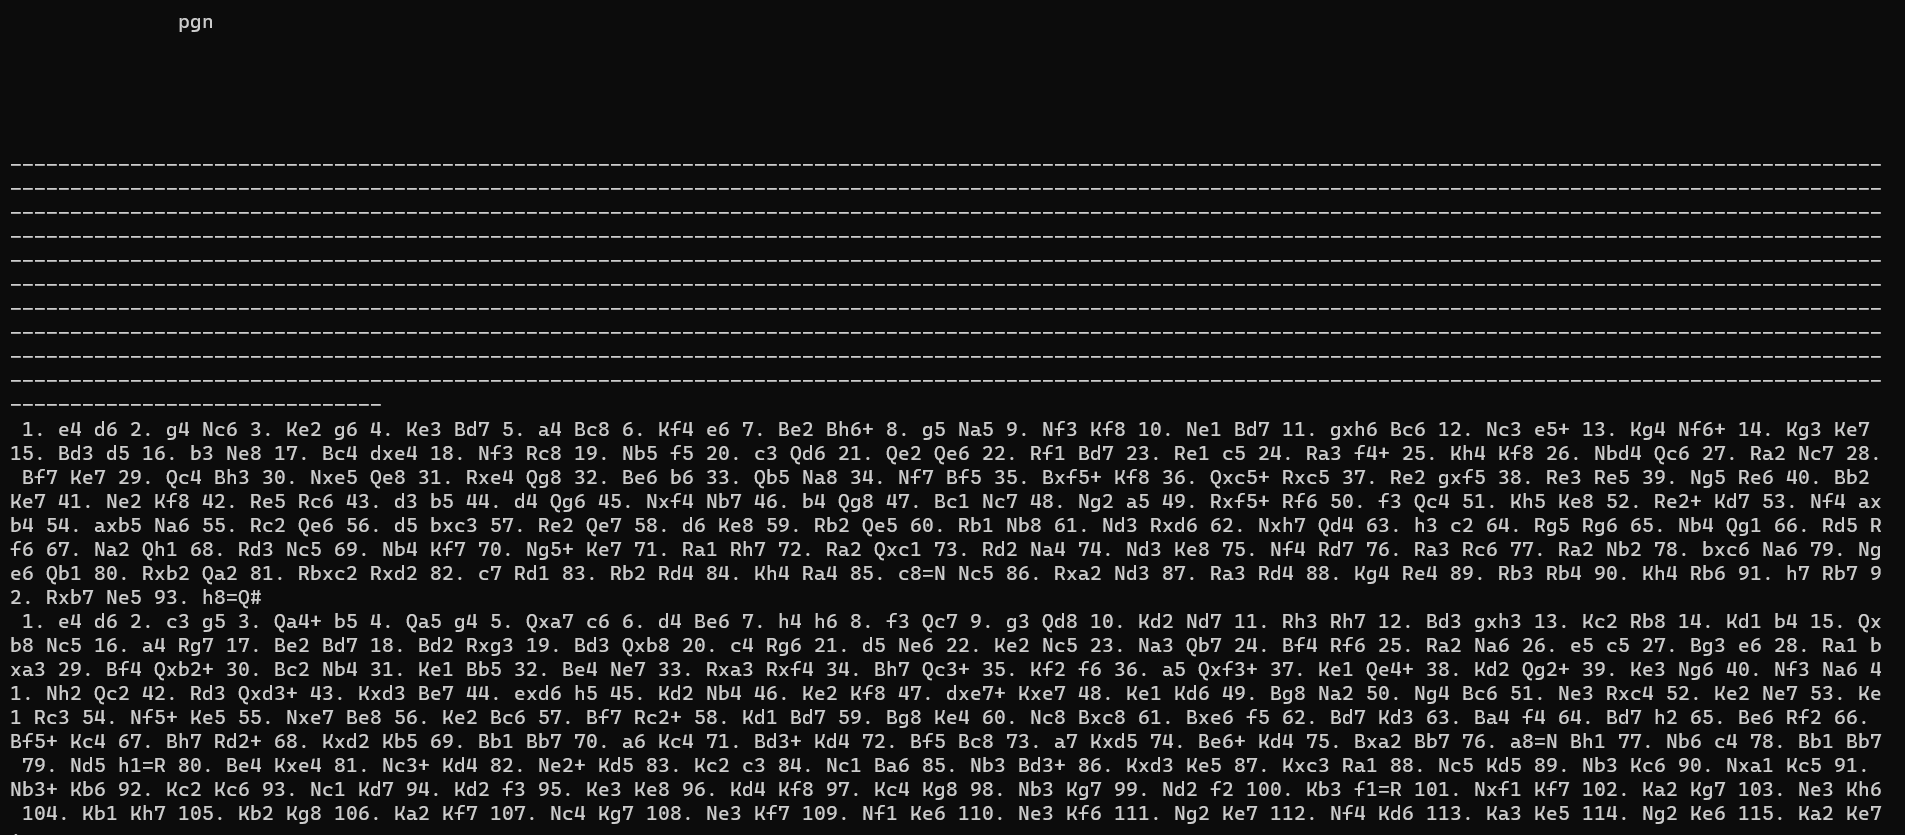 pgn
------------------------------------------------------------------------------------------------------------------------------------------------------------
------------------------------------------------------------------------------------------------------------------------------------------------------------
------------------------------------------------------------------------------------------------------------------------------------------------------------
------------------------------------------------------------------------------------------------------------------------------------------------------------
------------------------------------------------------------------------------------------------------------------------------------------------------------
------------------------------------------------------------------------------------------------------------------------------------------------------------
------------------------------------------------------------------------------------------------------------------------------------------------------------
------------------------------------------------------------------------------------------------------------------------------------------------------------
------------------------------------------------------------------------------------------------------------------------------------------------------------
------------------------------------------------------------------------------------------------------------------------------------------------------------
-------------------------------
1. e4 d6 2. g4 Nc6 3. Ke2 g6 4. Ke3 Bd7 5. a4 Bc8 6. Kf4 e6 7. Be2 Bh6+ 8. g5 Na5 9. Nf3 Kf8 10. Ne1 Bd7 11. gxh6 Bc6 12. Nc3 e5+ 13. Kg4 Nf6+ 14. Kg3 Ke7
15. Bd3 d5 16. b3 Ne8 17. Bc4 dxe4 18. Nf3 Rc8 19. Nb5 f5 20. c3 Qd6 21. Qe2 Qe6 22. Rf1 Bd7 23. Re1 c5 24. Ra3 f4+ 25. Kh4 Kf8 26. Nbd4 Qc6 27. Ra2 Nc7 28.
Bf7 Ke7 29. Qc4 Bh3 30. Nxe5 Qe8 31. Rxe4 Qg8 32. Be6 b6 33. Qb5 Na8 34. Nf7 Bf5 35. Bxf5+ Kf8 36. Qxc5+ Rxc5 37. Re2 gxf5 38. Re3 Re5 39. Ng5 Re6 40. Bb2
Ke7 41. Ne2 Kf8 42. Re5 Rc6 43. d3 b5 44. d4 Qg6 45. Nxf4 Nb7 46. b4 Qg8 47. Bc1 Nc7 48. Ng2 a5 49. Rxf5+ Rf6 50. f3 Qc4 51. Kh5 Ke8 52. Re2+ Kd7 53. Nf4 ax
b4 54. axb5 Na6 55. Rc2 Qe6 56. d5 bxc3 57. Re2 Qe7 58. d6 Ke8 59. Rb2 Qe5 60. Rb1 Nb8 61. Nd3 Rxd6 62. Nxh7 Qd4 63. h3 c2 64. Rg5 Rg6 65. Nb4 Qg1 66. Rd5 R
f6 67. Na2 Qh1 68. Rd3 Nc5 69. Nb4 Kf7 70. Ng5+ Ke7 71. Ra1 Rh7 72. Ra2 Qxc1 73. Rd2 Na4 74. Nd3 Ke8 75. Nf4 Rd7 76. Ra3 Rc6 77. Ra2 Nb2 78. bxc6 Na6 79. Ng
e6 Qb1 80. Rxb2 Qa2 81. Rbxc2 Rxd2 82. c7 Rd1 83. Rb2 Rd4 84. Kh4 Ra4 85. c8=N Nc5 86. Rxa2 Nd3 87. Ra3 Rd4 88. Kg4 Re4 89. Rb3 Rb4 90. Kh4 Rb6 91. h7 Rb7 9
2. Rxb7 Ne5 93. h8=Q#
1. e4 d6 2. c3 g5 3. Qa4+ b5 4. Qa5 g4 5. Qxa7 c6 6. d4 Be6 7. h4 h6 8. f3 Qc7 9. g3 Qd8 10. Kd2 Nd7 11. Rh3 Rh7 12. Bd3 gxh3 13. Kc2 Rb8 14. Kd1 b4 15. Qx
b8 Nc5 16. a4 Rg7 17. Be2 Bd7 18. Bd2 Rxg3 19. Bd3 Qxb8 20. c4 Rg6 21. d5 Ne6 22. Ke2 Nc5 23. Na3 Qb7 24. Bf4 Rf6 25. Ra2 Na6 26. e5 c5 27. Bg3 e6 28. Ra1 b
xa3 29. Bf4 Qxb2+ 30. Bc2 Nb4 31. Ke1 Bb5 32. Be4 Ne7 33. Rxa3 Rxf4 34. Bh7 Qc3+ 35. Kf2 f6 36. a5 Qxf3+ 37. Ke1 Qe4+ 38. Kd2 Qg2+ 39. Ke3 Ng6 40. Nf3 Na6 4
1. Nh2 Qc2 42. Rd3 Qxd3+ 43. Kxd3 Be7 44. exd6 h5 45. Kd2 Nb4 46. Ke2 Kf8 47. dxe7+ Kxe7 48. Ke1 Kd6 49. Bg8 Na2 50. Ng4 Bc6 51. Ne3 Rxc4 52. Ke2 Ne7 53. Ke
1 Rc3 54. Nf5+ Ke5 55. Nxe7 Be8 56. Ke2 Bc6 57. Bf7 Rc2+ 58. Kd1 Bd7 59. Bg8 Ke4 60. Nc8 Bxc8 61. Bxe6 f5 62. Bd7 Kd3 63. Ba4 f4 64. Bd7 h2 65. Be6 Rf2 66.
Bf5+ Kc4 67. Bh7 Rd2+ 68. Kxd2 Kb5 69. Bb1 Bb7 70. a6 Kc4 71. Bd3+ Kd4 72. Bf5 Bc8 73. a7 Kxd5 74. Be6+ Kd4 75. Bxa2 Bb7 76. a8=N Bh1 77. Nb6 c4 78. Bb1 Bb7
79. Nd5 h1=R 80. Be4 Kxe4 81. Nc3+ Kd4 82. Ne2+ Kd5 83. Kc2 c3 84. Nc1 Ba6 85. Nb3 Bd3+ 86. Kxd3 Ke5 87. Kxc3 Ra1 88. Nc5 Kd5 89. Nb3 Kc6 90. Nxa1 Kc5 91.
Nb3+ Kb6 92. Kc2 Kc6 93. Nc1 Kd7 94. Kd2 f3 95. Ke3 Ke8 96. Kd4 Kf8 97. Kc4 Kg8 98. Nb3 Kg7 99. Nd2 f2 100. Kb3 f1=R 101. Nxf1 Kf7 102. Ka2 Kg7 103. Ne3 Kh6
104. Kb1 Kh7 105. Kb2 Kg8 106. Ka2 Kf7 107. Nc4 Kg7 108. Ne3 Kf7 109. Nf1 Ke6 110. Ne3 Kf6 111. Ng2 Ke7 112. Nf4 Kd6 113. Ka3 Ke5 114. Ng2 Ke6 115. Ka2 Ke7